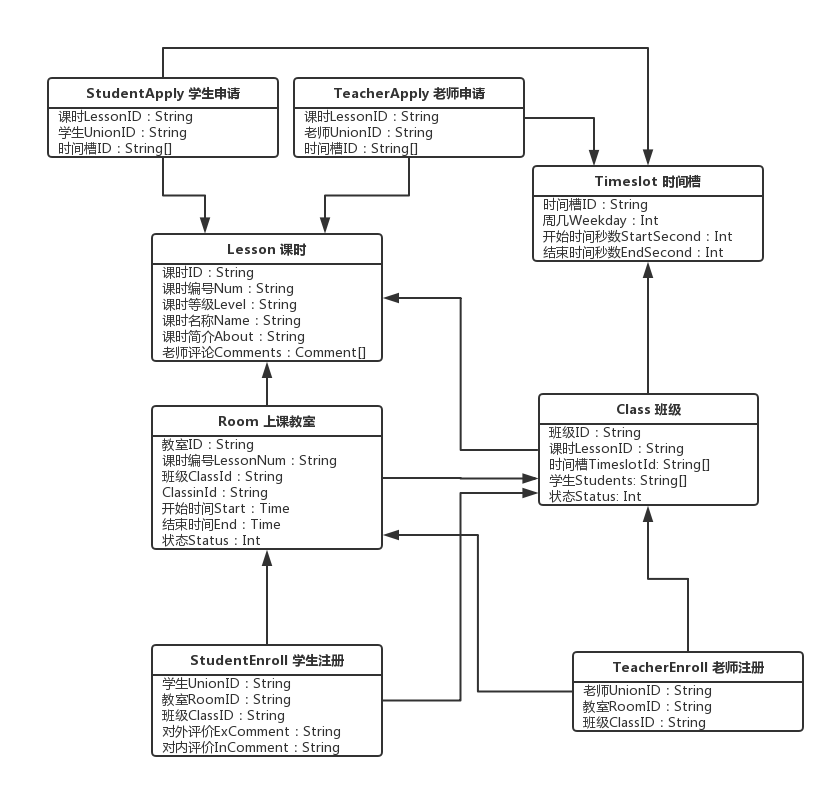 StudentApply 学生申请
课时LessonID：String
学生UnionID：String
时间槽ID：String[]
TeacherApply 老师申请
课时LessonID：String
老师UnionID：String
时间槽ID：String[]
Timeslot 时间槽
时间槽ID：String
周几Weekday：Int
开始时间秒数StartSecond：Int
结束时间秒数EndSecond：Int
Lesson 课时
课时ID：String
课时编号Num：String
课时等级Level：String
课时名称Name：String
课时简介About：String
老师评论Comments：Comment[]
Room 上课教室
教室ID：String
课时编号LessonNum：String
班级ClassId：String
ClassinId：String
开始时间Start：Time
结束时间End：Time
状态Status：Int
Class 班级
班级ID：String
课时LessonID：String
时间槽TimeslotId: String[]
学生Students: String[]
状态Status: Int
StudentEnroll 学生注册
学生UnionID：String
教室RoomID：String
班级ClassID：String
对外评价ExComment：String
对内评价InComment：String
TeacherEnroll 老师注册
老师UnionID：String
教室RoomID：String
班级ClassID：String